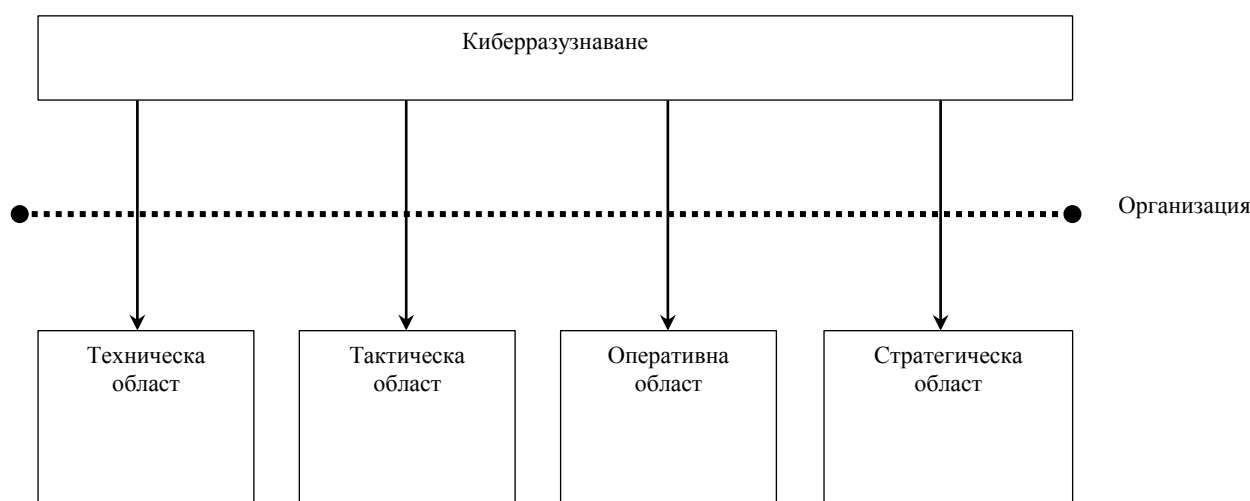 Киберразузнаване
Организация
Техническа
област
Тактическа
област
Оперативна
област
Стратегическа
област